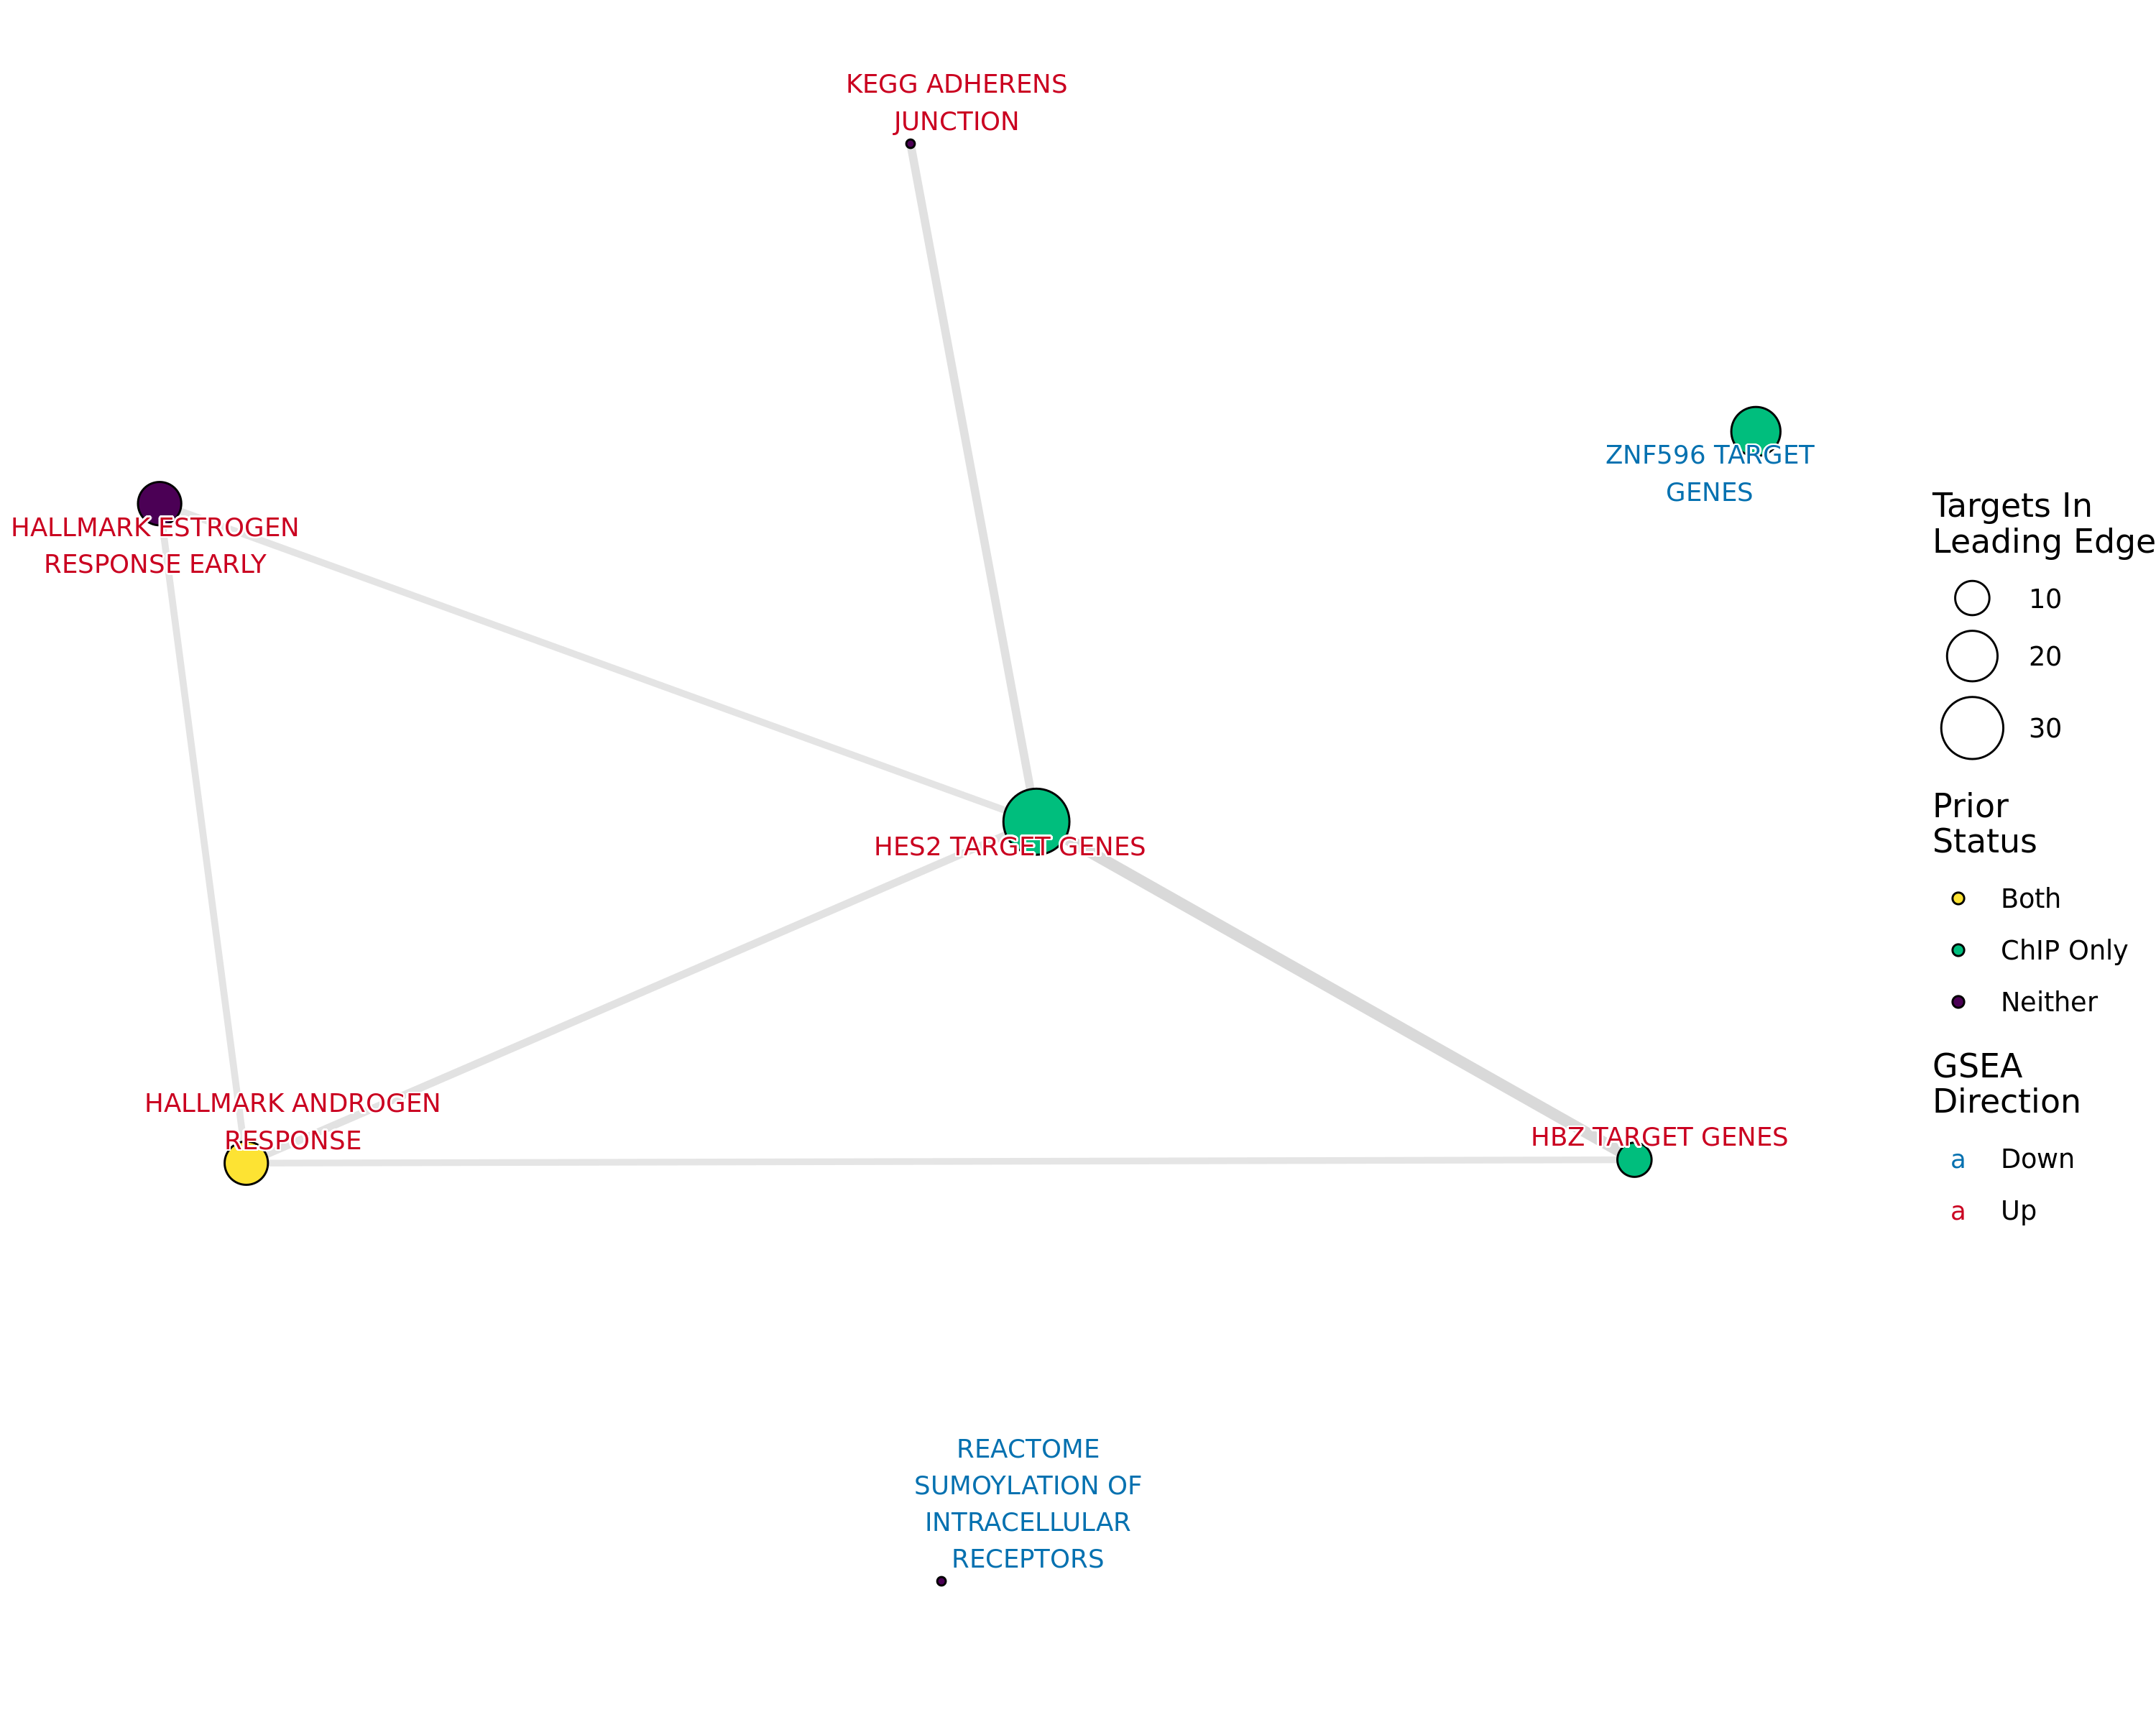 KEGG ADHERENS
JUNCTION
ZNF596 TARGET
GENES
HALLMARK ESTROGEN
RESPONSE EARLY
HES2 TARGET GENES
HALLMARK ANDROGEN
RESPONSE
HBZ TARGET GENES
REACTOME
SUMOYLATION OF
INTRACELLULAR
RECEPTORS
Targets In
Leading Edge
10
20
30
Prior
Status
Both
ChIP Only
Neither
GSEA
Direction
a Down
a Up